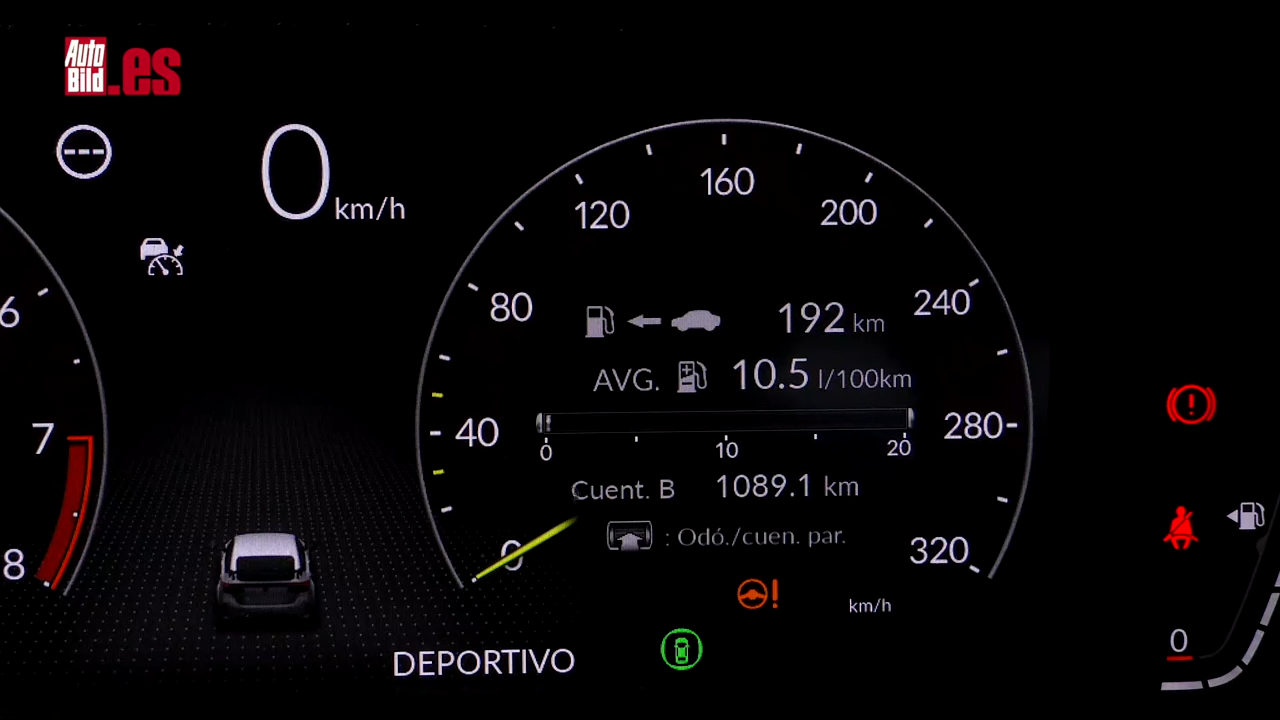 Auto
Bild
.es
0 km/h
6
7
8
0
40
80
120
160
200
240
280
320
192 km
AVG. 10.5 l/100km
0 10 20
Cuent. B 1089.1 km
: Odó./cuen. par.
km/h
DEPORTIVO
0